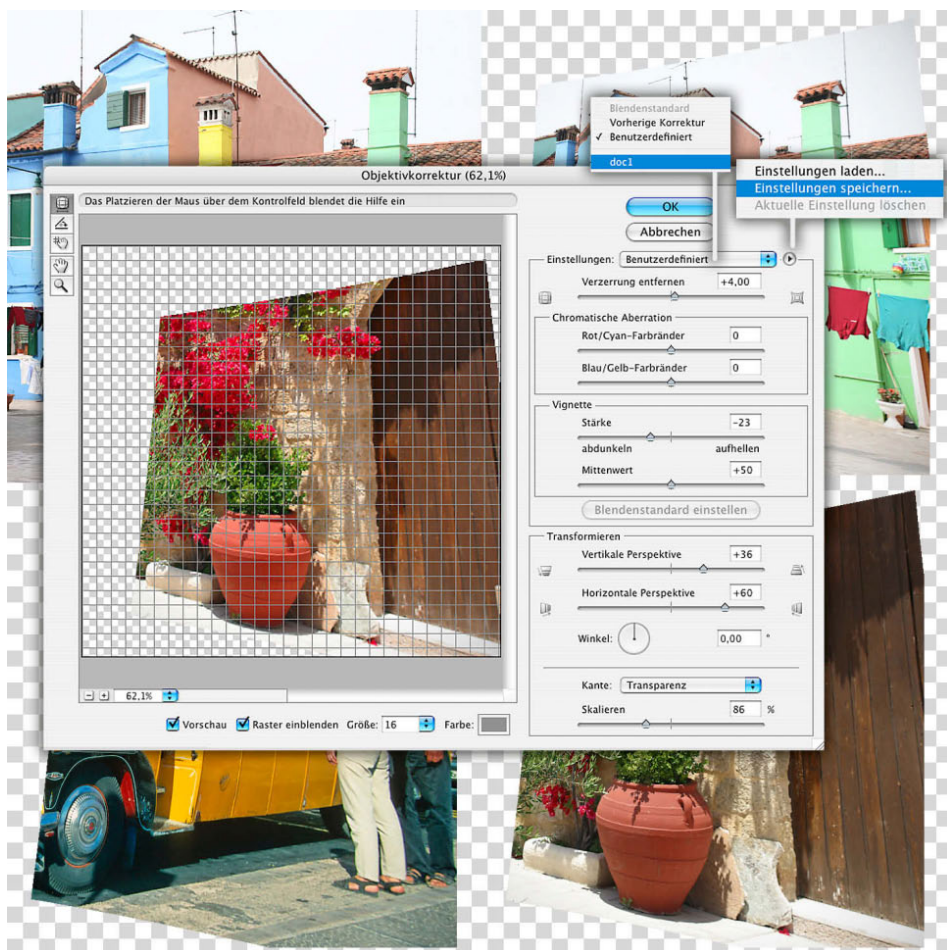 Blendenstandard
Vorherige Korrektur
✓ Benutzerdefiniert
doc1
Einstellungen laden...
Einstellungen speichern...
Aktuelle Einstellung löschen
Objektivkorrektur (62,1%)
Das Platzieren der Maus über dem Kontrolfeld blendet die Hilfe ein
OK
Abbrechen
Einstellungen: Benutzerdefiniert
Verzerrung entfernen +4,00
Chromatische Aberration
Rot/Cyan-Farbränder 0
Blau/Gelb-Farbränder 0
Vignette
Stärke -23
abdunkeln aufhellen
Mittenwert +50
Blendenstandard einstellen
Transformieren
Vertikale Perspektive +36
Horizontale Perspektive +60
Winkel: 0,00 °
Kante: Transparenz
Skalieren 86 %
62,1%
Vorschau Raster einblenden Größe: 16 Farbe: